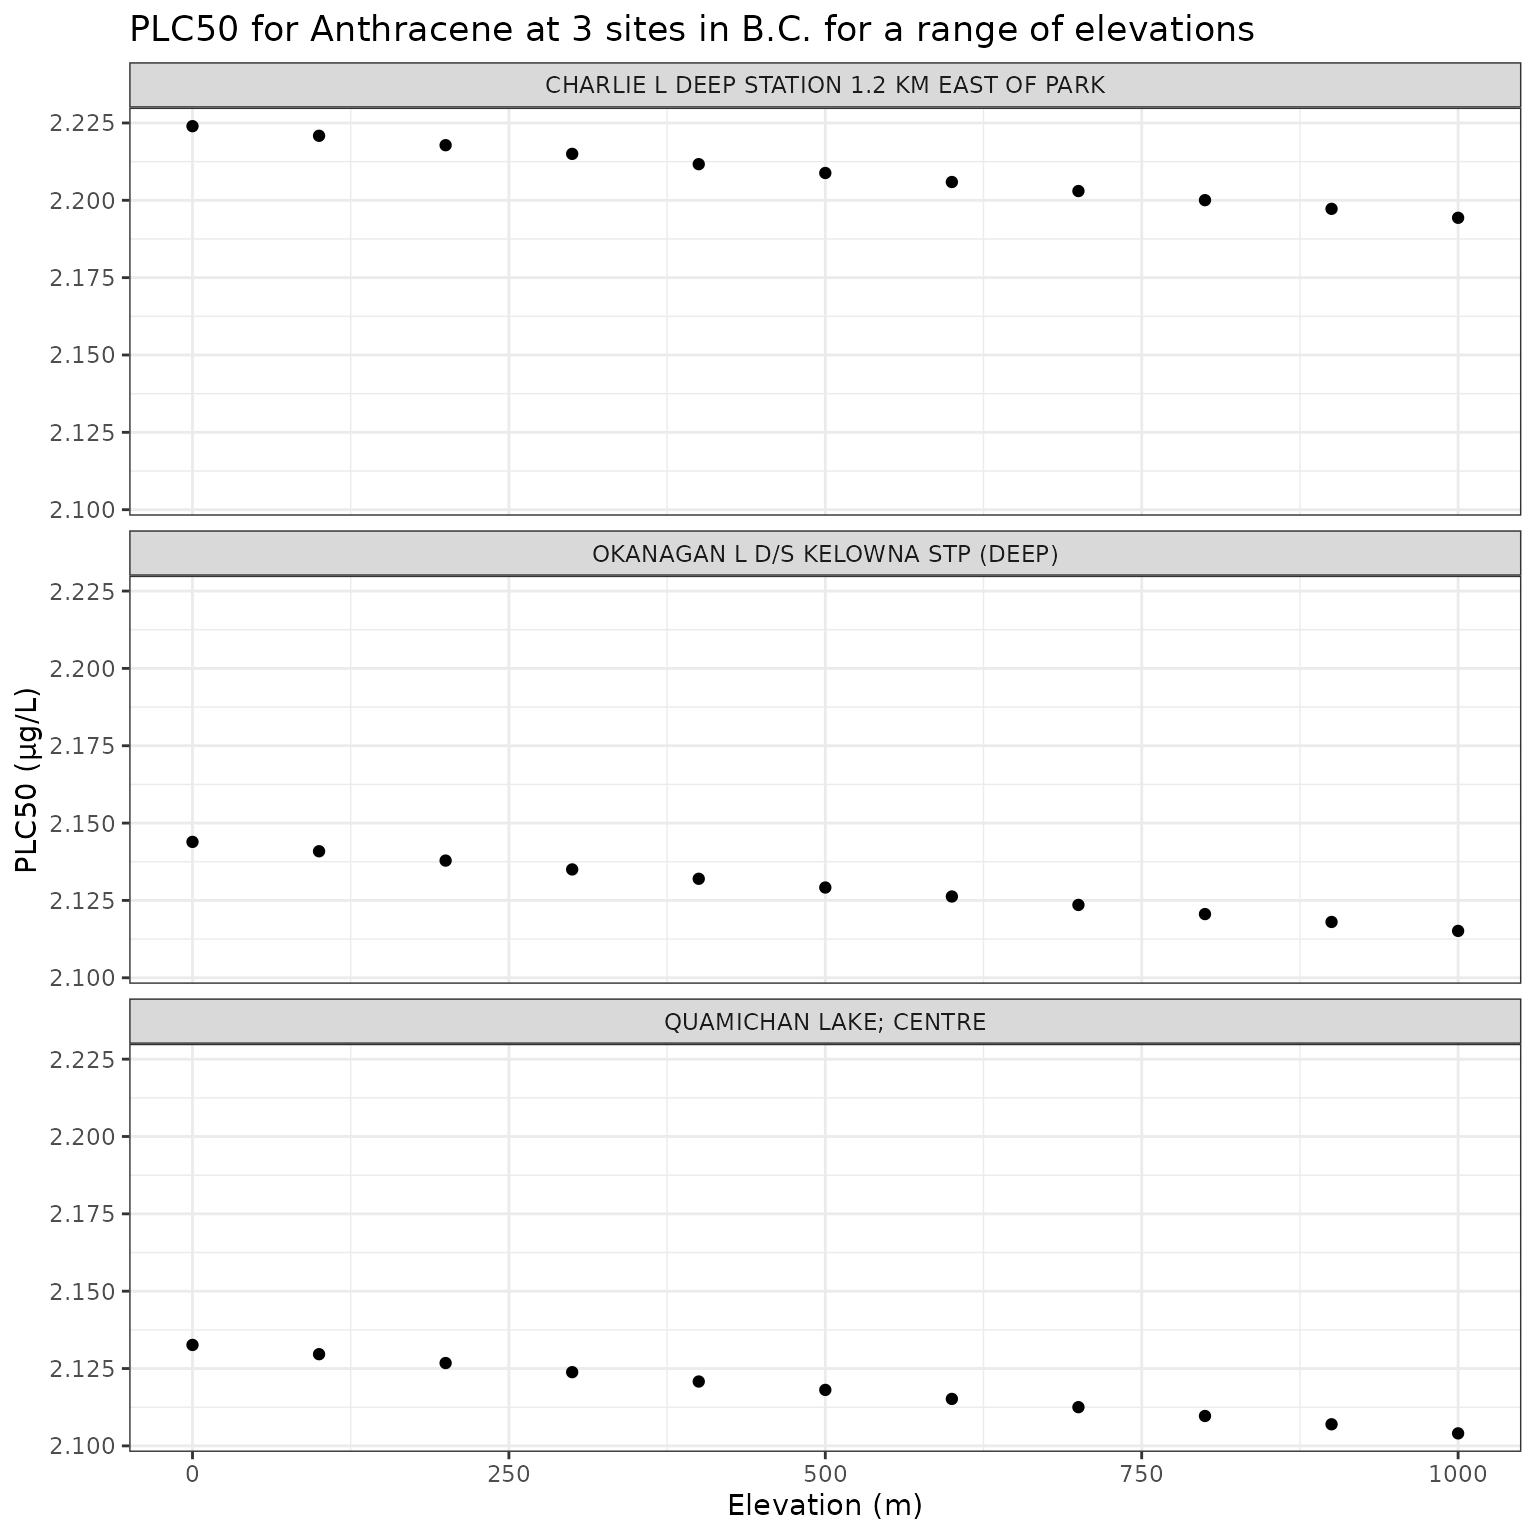 PLC50 for Anthracene at 3 sites in B.C. for a range of elevations
CHARLIE L DEEP STATION 1.2 KM EAST OF PARK
2.225
2.200
2.175
2.150
2.125
2.100
OKANAGAN L D/S KELOWNA STP (DEEP)
2.225
2.200
2.175
2.150
2.125
2.100
PLC50 (µg/L)
QUAMICHAN LAKE; CENTRE
2.225
2.200
2.175
2.150
2.125
2.100
0 250 500 750 1000
Elevation (m)